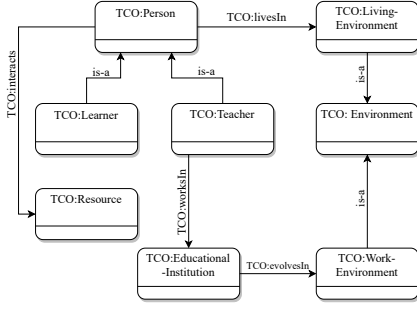 TCO:Person
TCO:livesIn
TCO:Living-
Environment
TCO:interacts
is-a
is-a
is-a
TCO:Learner
TCO:Teacher
TCO: Environment
TCO:worksIn
is-a
TCO:Resource
TCO:Educational
-Institution
TCO:evolvesIn
TCO:Work-
Environment